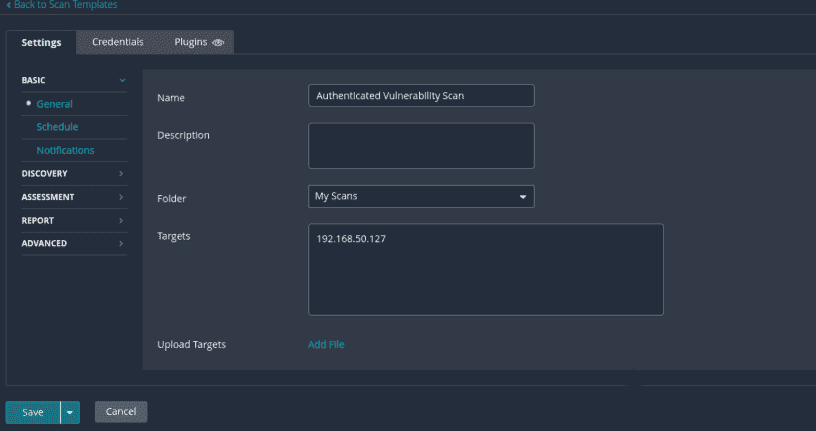 « Back to Scan Templates
Settings Credentials Plugins
BASIC
General
Schedule
Notifications
DISCOVERY
ASSESSMENT
REPORT
ADVANCED
Name Authenticated Vulnerability Scan
Description
Folder My Scans
Targets 192.168.50.127
Upload Targets Add File
Save Cancel